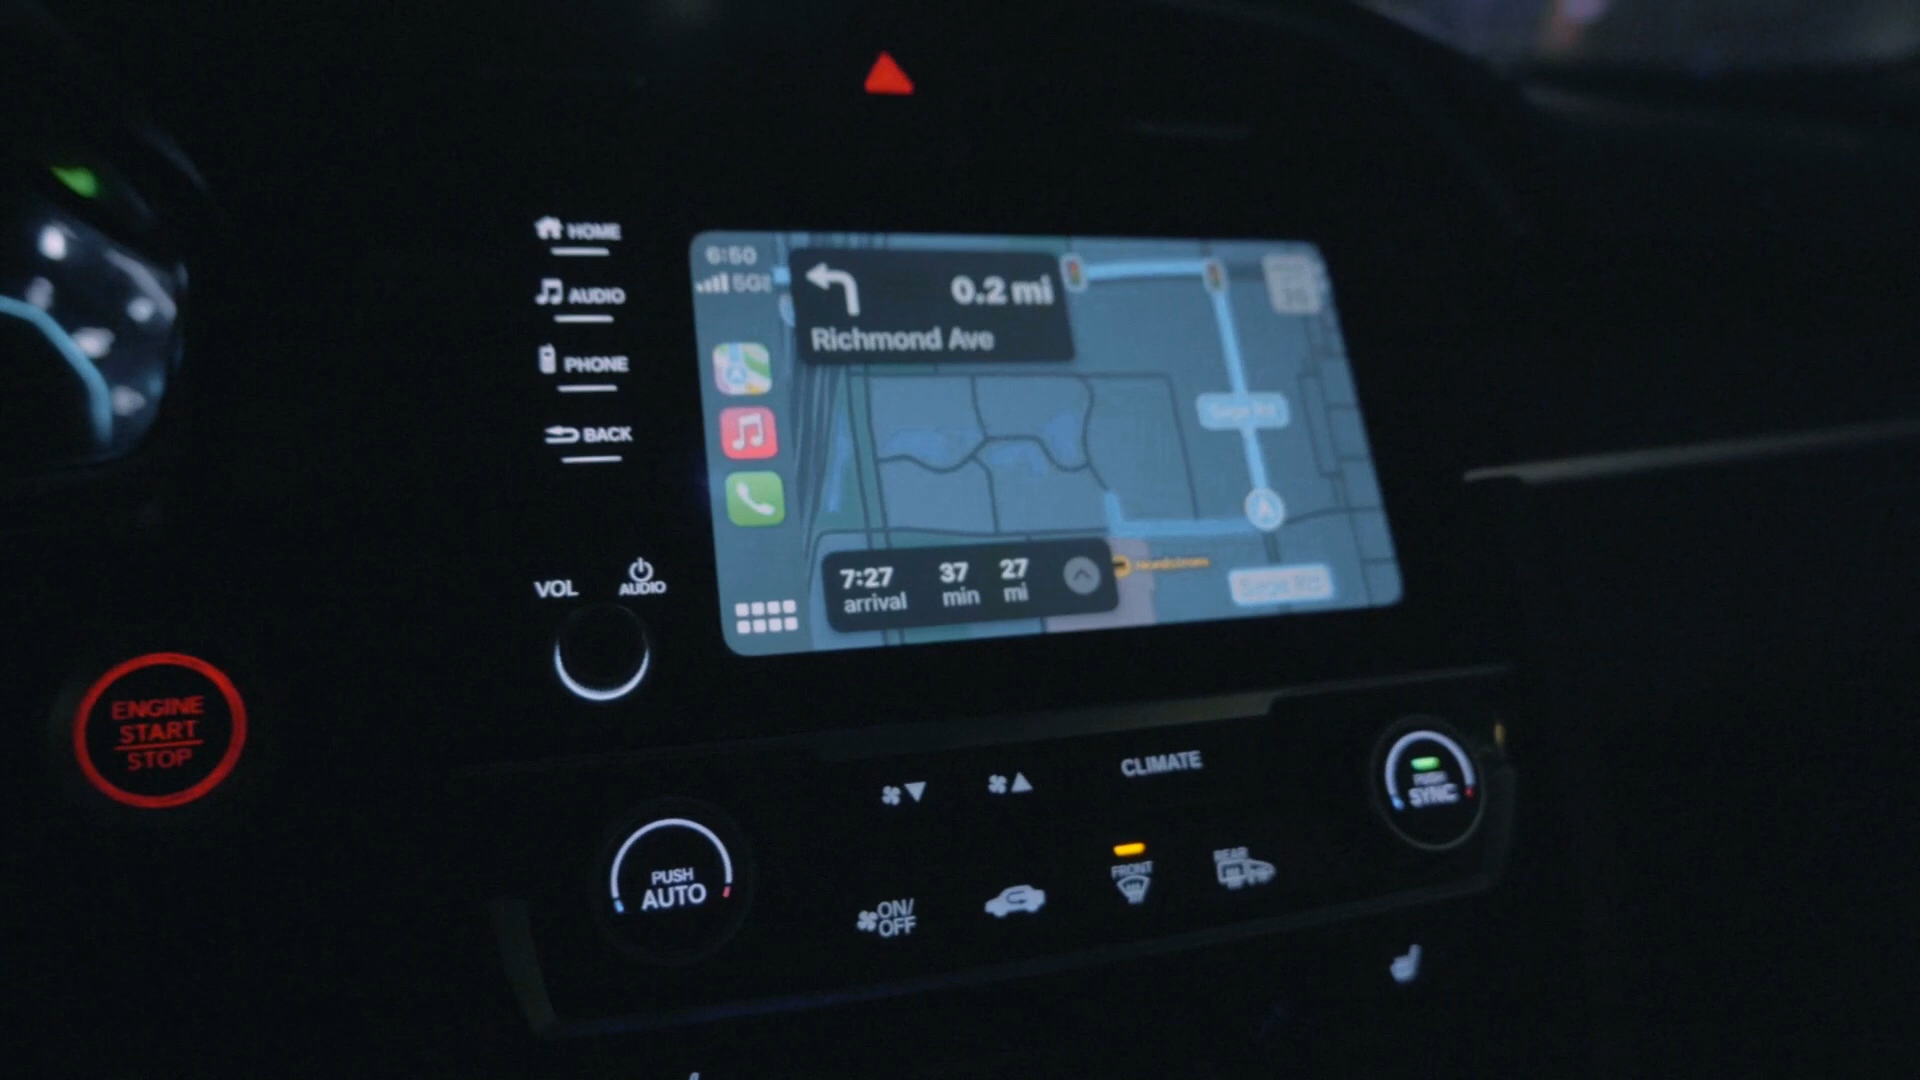 HOME
AUDIO
PHONE
BACK
VOL
AUDIO
6:50
0.2 mi
Richmond Ave
7:27
arrival
37
min
27
mi
ENGINE
START
STOP
CLIMATE
PUSH
AUTO
ON/
OFF
FRONT
REAR
PUSH
SYNC